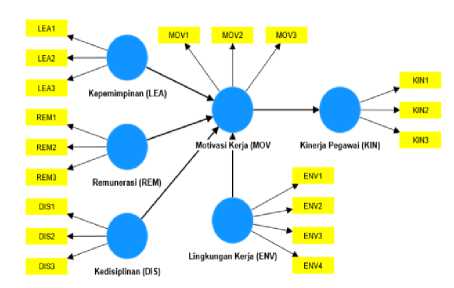 LEA1
LEA2
LEA3
Kepemimpinan (LEA)
MOV1
MOV2
MOV3
Motivasi Kerja (MOV
REM1
REM2
REM3
Remunerasi (REM)
KIN1
KIN2
KIN3
Kinerja Pegawai (KIN)
DIS1
DIS2
DIS3
Kedisiplinan (DIS)
ENV1
ENV2
ENV3
ENV4
Lingkungan Kerja (ENV)